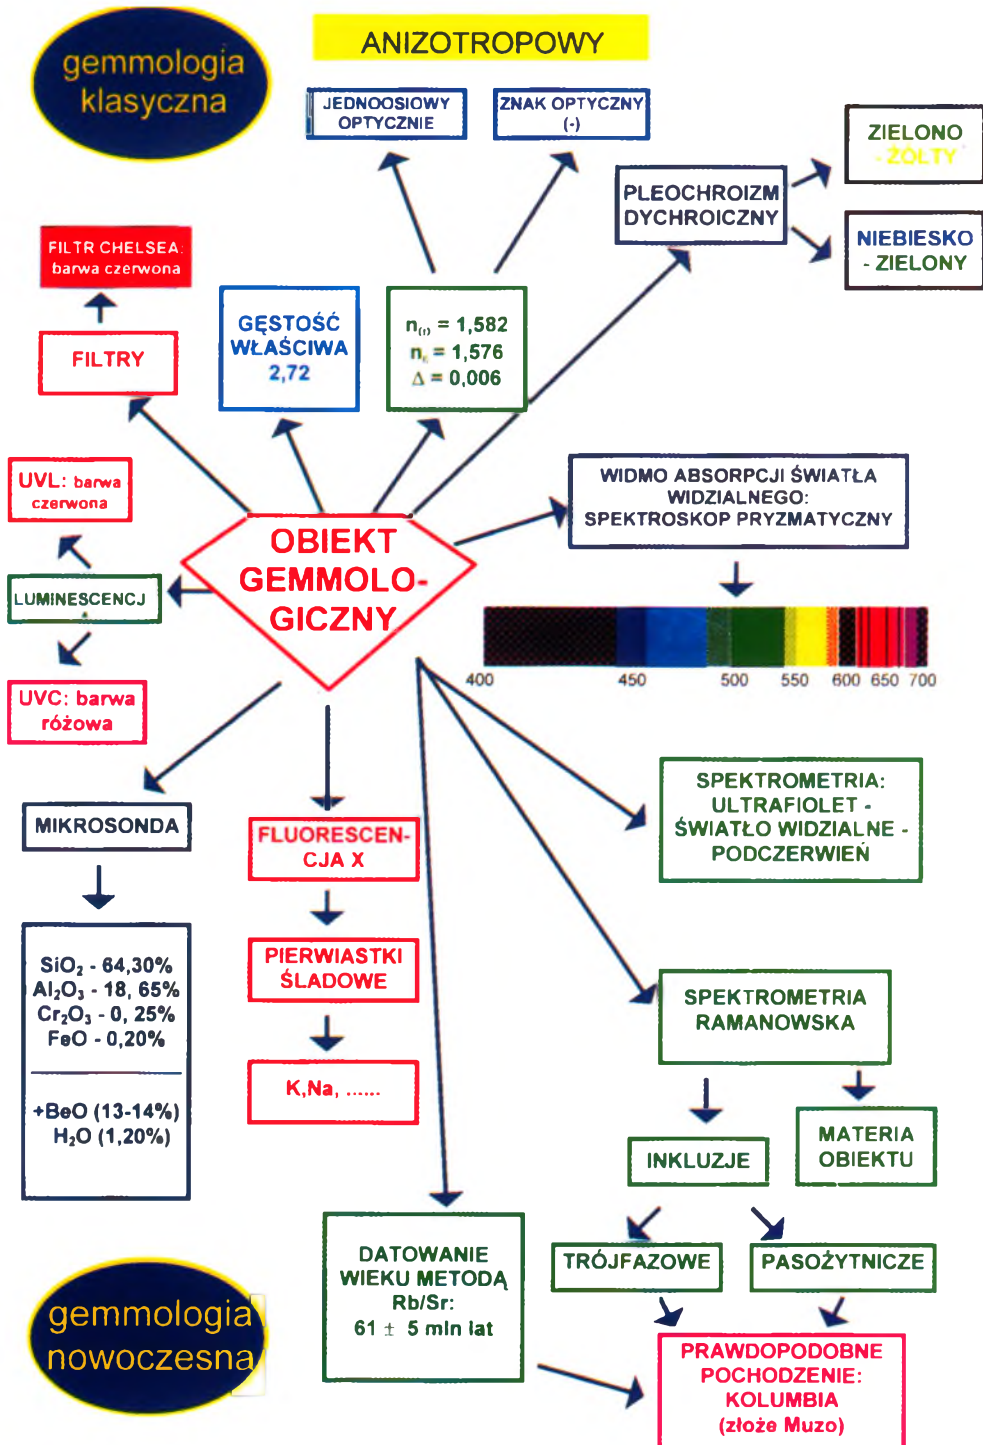 gemmologia
klasyczna
ANIZOTROPOWY
JEDNOOSIOWY
OPTYCZNIE
ZNAK OPTYCZNY
(-)
PLEOCHROIZM
DYCHROICZNY
ZIELONO
- ŻÓŁTY
NIEBIESKO
- ZIELONY
FILTR CHELSEA:
barwa czerwona
FILTRY
GĘSTOŚĆ
WŁAŚCIWA
2,72
n = 1,582
n = 1,576
Δ = 0,006
UVL: barwa
czerwona
LUMINESCENCJ
UVC: barwa
różowa
OBIEKT
GEMMOLO-
GICZNY
WIDMO ABSORPCJI ŚWIATŁA
WIDZIALNEGO:
SPEKTROSKOP PRYZMATYCZNY
400 450 500 550 600 650 700
MIKROSONDA
SiO₂ - 64,30%
Al₂O₃ - 18, 65%
Cr₂O₃ - 0, 25%
FeO - 0,20%
+BeO (13-14%)
H₂O (1,20%)
FLUORESCEN-
CJA X
PIERWIASTKI
ŚLADOWE
K,Na, ......
SPEKTROMETRIA:
ULTRAFIOLET -
ŚWIATŁO WIDZIALNE -
PODCZERWIEŃ
SPEKTROMETRIA
RAMANOWSKA
INKLUZJE
MATERIA
OBIEKTU
TRÓJFAZOWE
PASOŻYTNICZE
DATOWANIE
WIEKU METODĄ
Rb/Sr:
61 ± 5 mln lat
PRAWDOPODOBNE
POCHODZENIE:
KOLUMBIA
(złoże Muzo)
gemmologia
nowoczesna